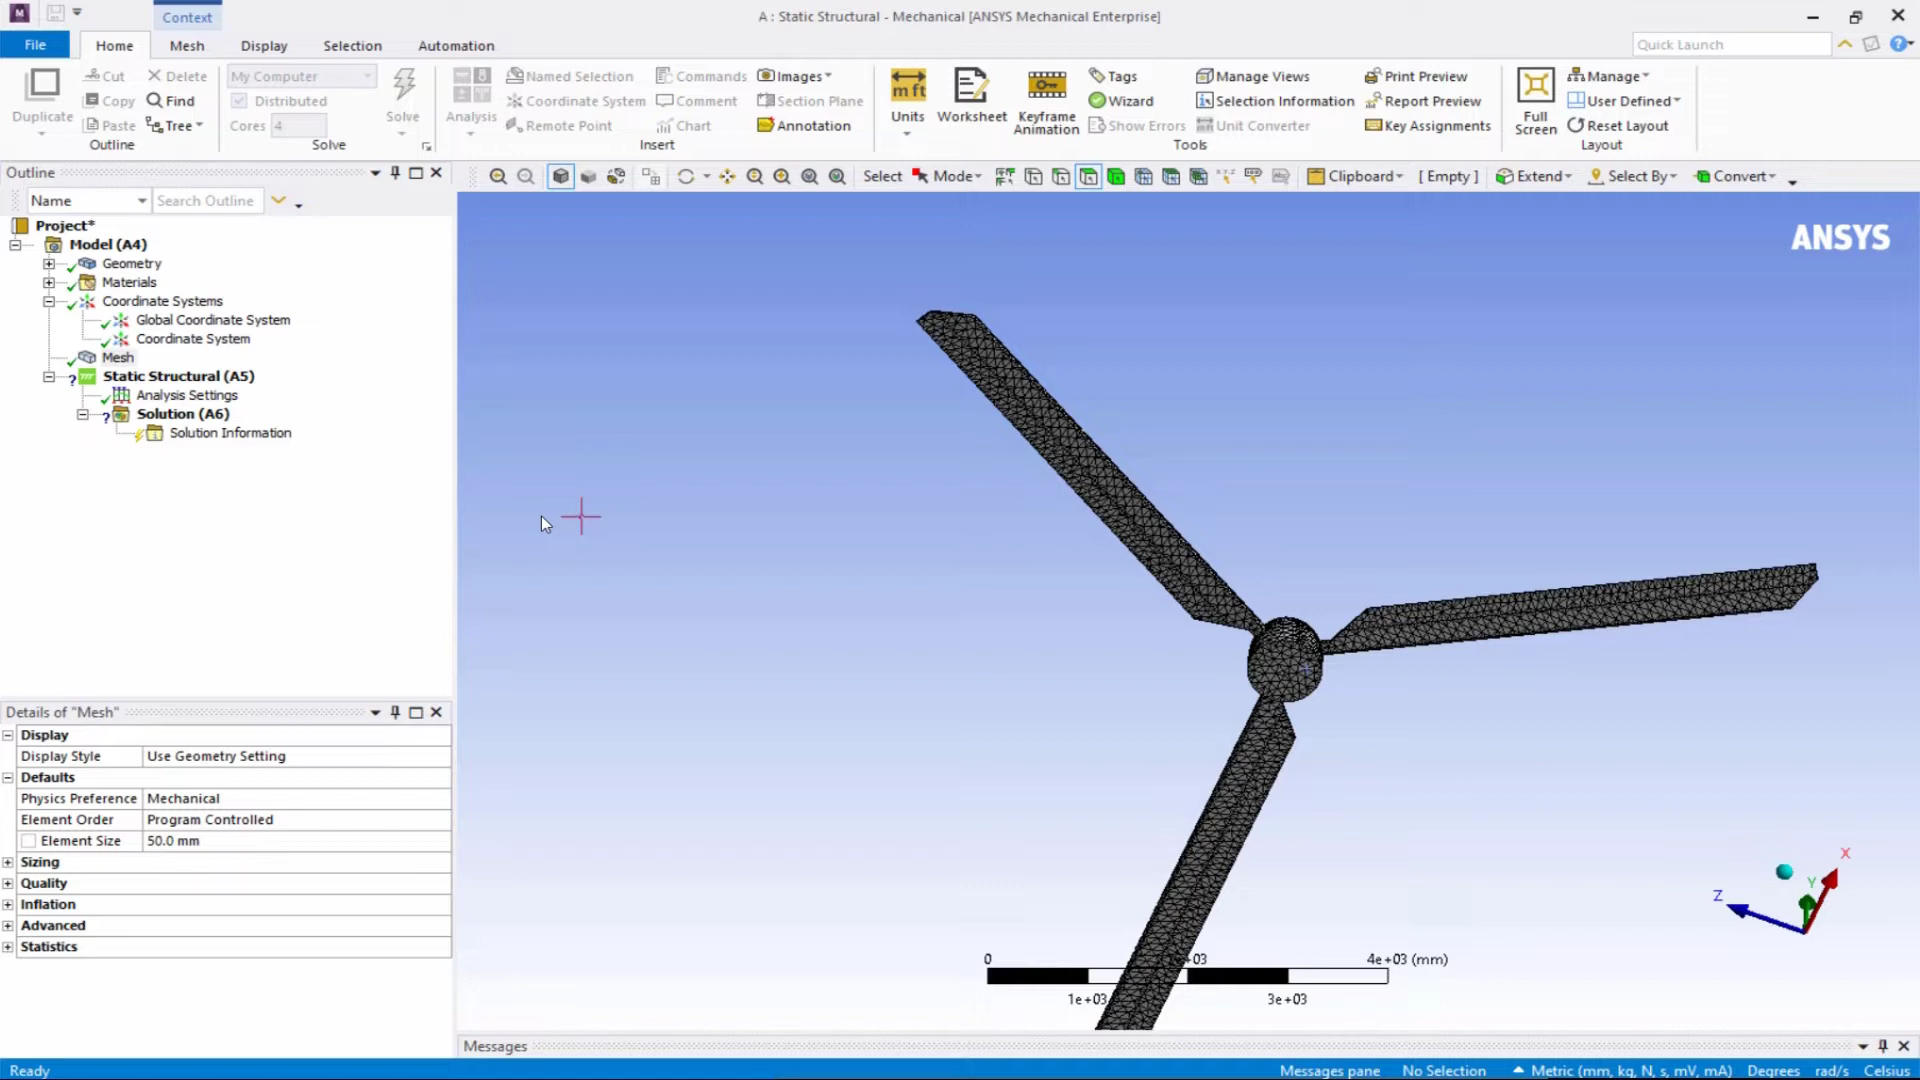 Context
A : Static Structural - Mechanical [ANSYS Mechanical Enterprise]
File Home Mesh Display Selection Automation Quick Launch
Duplicate Cut Delete
Copy Find
Paste Tree
Outline
My Computer
Distributed
Cores 4
Solve
Solve
Analysis
Named Selection Commands Images
Coordinate System Comment Section Plane
Remote Point Chart Annotation
Insert
m ft
Units
Worksheet
Keyframe
Animation
Tags Manage Views Print Preview
Wizard Selection Information Report Preview
Show Errors Unit Converter Key Assignments
Tools
Full
Screen
Manage
User Defined
Reset Layout
Layout
Outline
Select Mode Clipboard [ Empty ] Extend Select By Convert
Name Search Outline
Project*
Model (A4)
Geometry
Materials
Coordinate Systems
Global Coordinate System
Coordinate System
Mesh
Static Structural (A5)
Analysis Settings
Solution (A6)
Solution Information
ANSYS
Details of "Mesh"
Display
Display Style Use Geometry Setting
Defaults
Physics Preference Mechanical
Element Order Program Controlled
Element Size 50.0 mm
Sizing
Quality
Inflation
Advanced
Statistics
X
Y
Z
0 4e+03 (mm)
1e+03 3e+03
Messages
Ready Messages pane No Selection Metric (mm, kg, N, s, mV, mA) Degrees rad/s Celsius